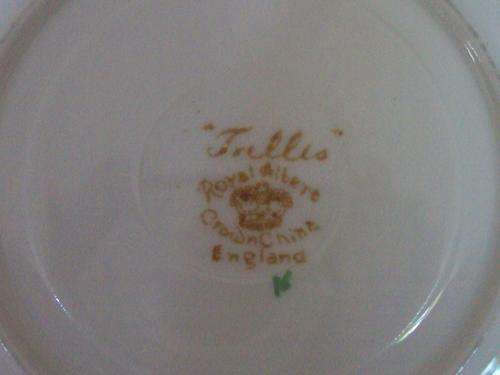 "Trellis"
Royal Albert
Crown China
England
K